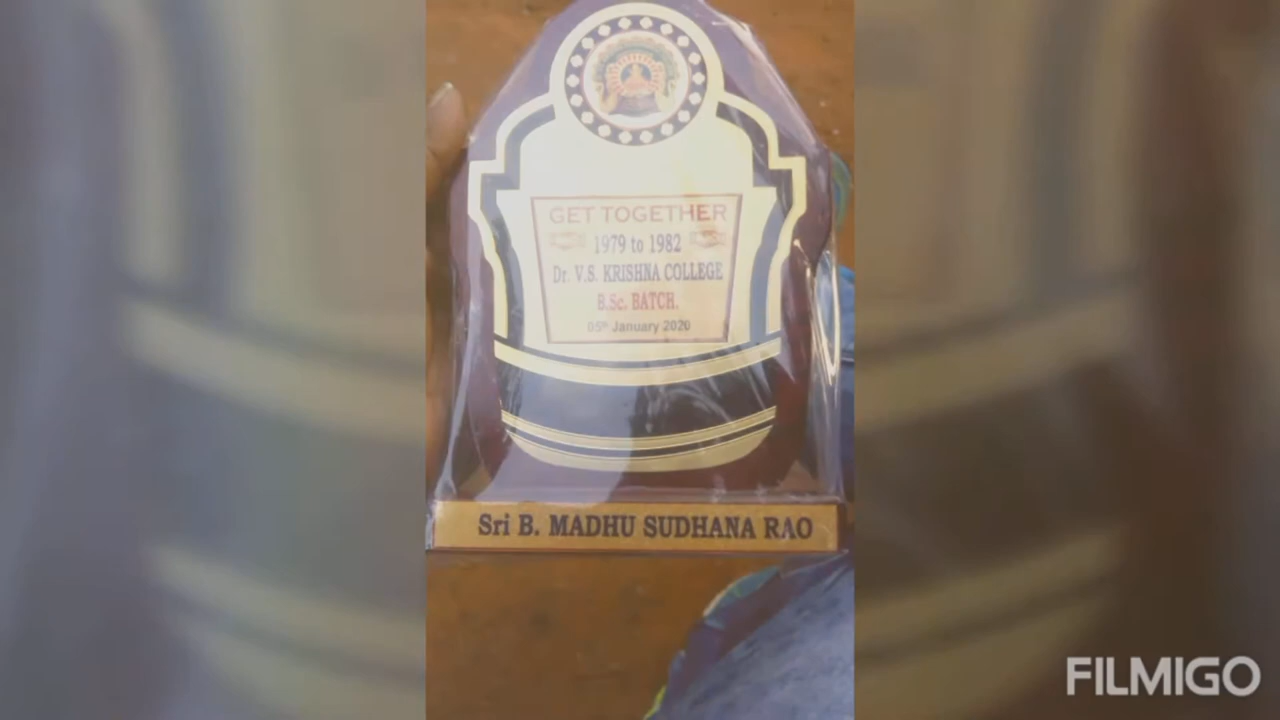 GET TOGETHER
1979 to 1982
Dr. V.S. KRISHNA COLLEGE
B.Sc. BATCH.
05th January 2020
Sri B. MADHU SUDHANA RAO
FILMIGO